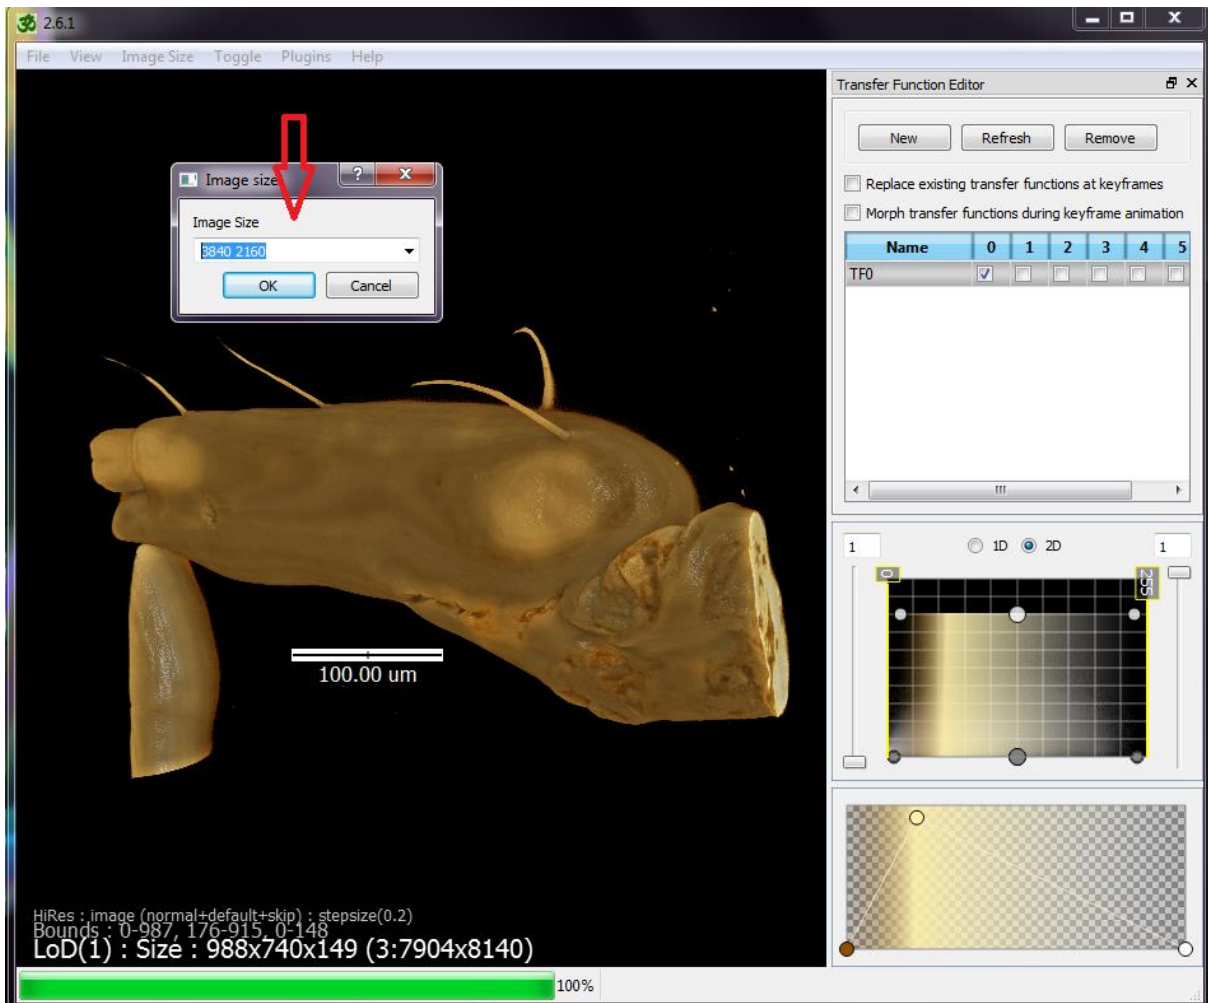 2.6.1
File View Image Size Toggle Plugins Help
Transfer Function Editor
New Refresh Remove
Replace existing transfer functions at keyframes
Morph transfer functions during keyframe animation
Name 0 1 2 3 4 5
TF0
Image size
Image Size
3840 2160
OK Cancel
100.00 um
1 1D 2D 1
0 255
HiRes : image (normal+default+skip) : stepsize(0.2)
Bounds : 0-987, 176-915, 0-148
LoD(1) : Size : 988x740x149 (3:7904x8140)
100%